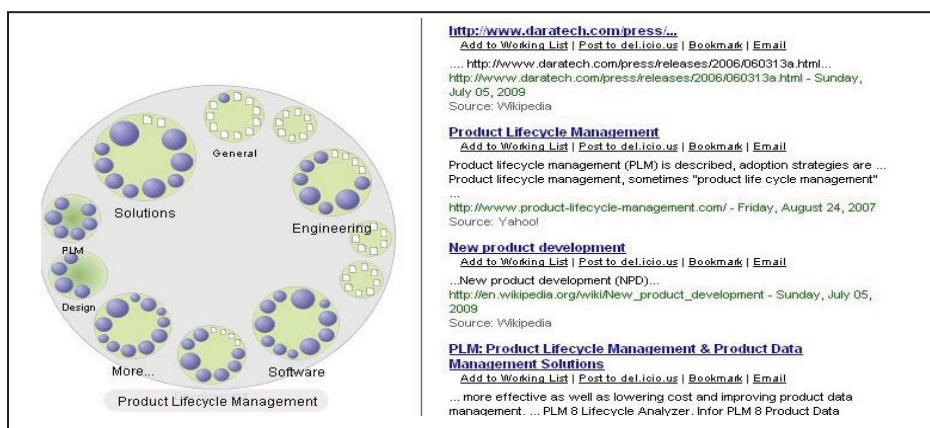 General
Solutions
Engineering
PLM
Design
More...
Software
Product Lifecycle Management
http://www.daratech.com/press/...
Add to Working List | Post to del.icio.us | Bookmark | Email
.... http://www.daratech.com/press/releases/2006/060313a.html...
http://www.daratech.com/press/releases/2006/060313a.html - Sunday,
July 05, 2009
Source: Wikipedia
Product Lifecycle Management
Add to Working List | Post to del.icio.us | Bookmark | Email
Product lifecycle management (PLM) is described, adoption strategies are ...
Product lifecycle management, sometimes "product life cycle management"
...
http://www.product-lifecycle-management.com/ - Friday, August 24, 2007
Source: Yahoo!
New product development
Add to Working List | Post to del.icio.us | Bookmark | Email
...New product development (NPD)...
http://en.wikipedia.org/wiki/New_product_development - Sunday, July 05,
2009
Source: Wikipedia
PLM: Product Lifecycle Management & Product Data
Management Solutions
Add to Working List | Post to del.icio.us | Bookmark | Email
... more effective as well as lowering cost and improving product data
management. ... PLM 8 Lifecycle Analyzer. Infor PLM 8 Product Data